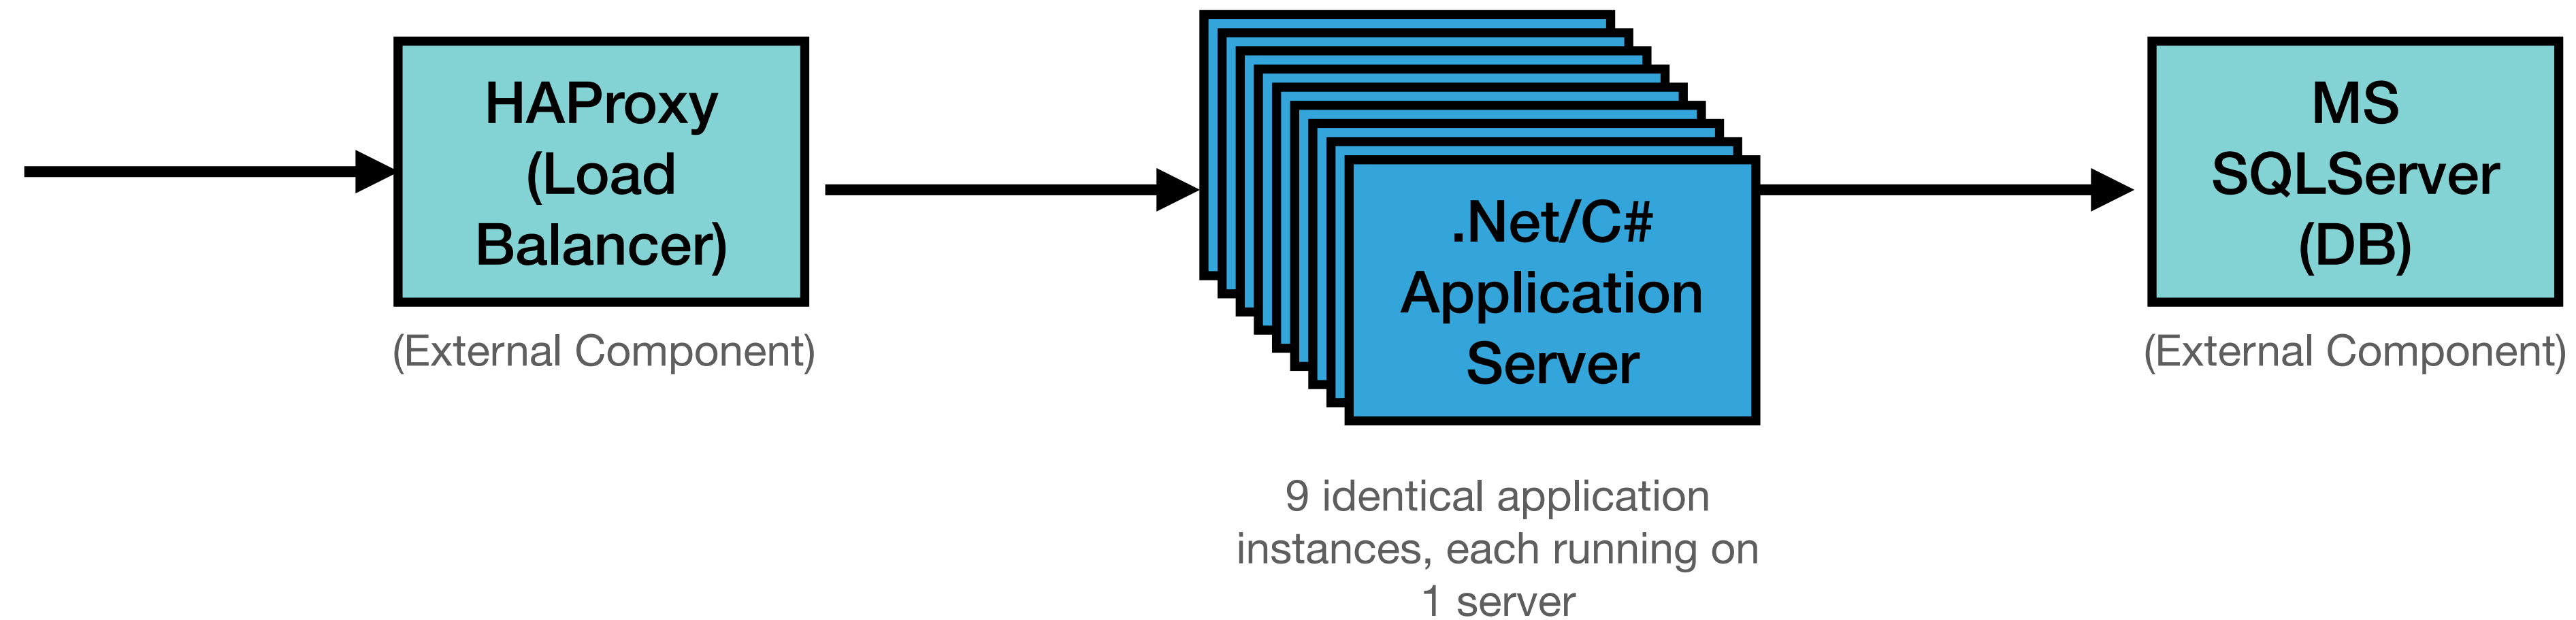 HAProxy
(Load
Balancer)
(External Component)
.Net/C#
Application
Server
9 identical application
instances, each running on
1 server
MS
SQLServer
(DB)
(External Component)